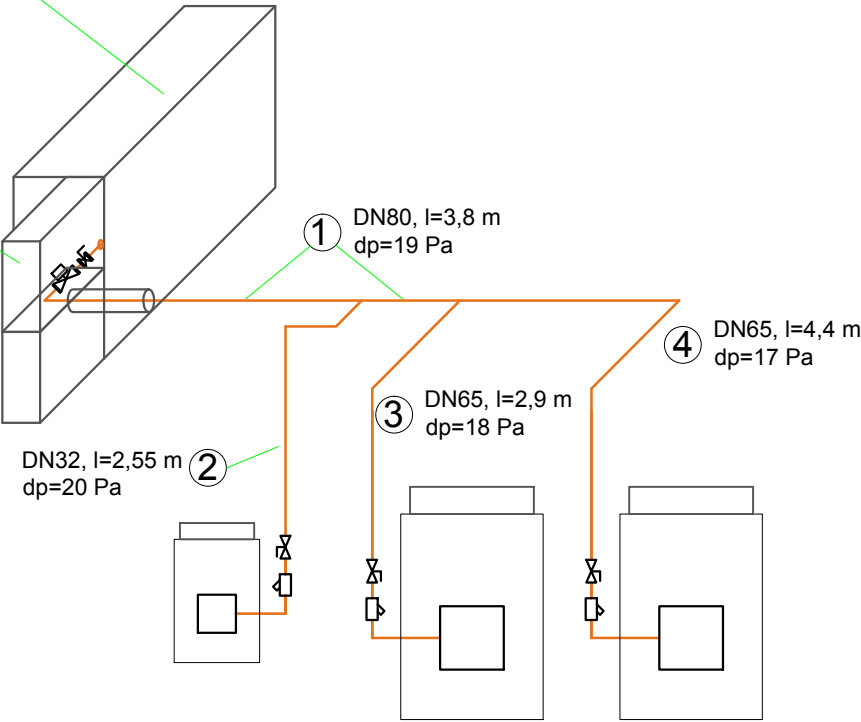 1
DN80, l=3,8 m
dp=19 Pa
4
DN65, l=4,4 m
dp=17 Pa
3
DN65, l=2,9 m
dp=18 Pa
DN32, l=2,55 m
dp=20 Pa
2